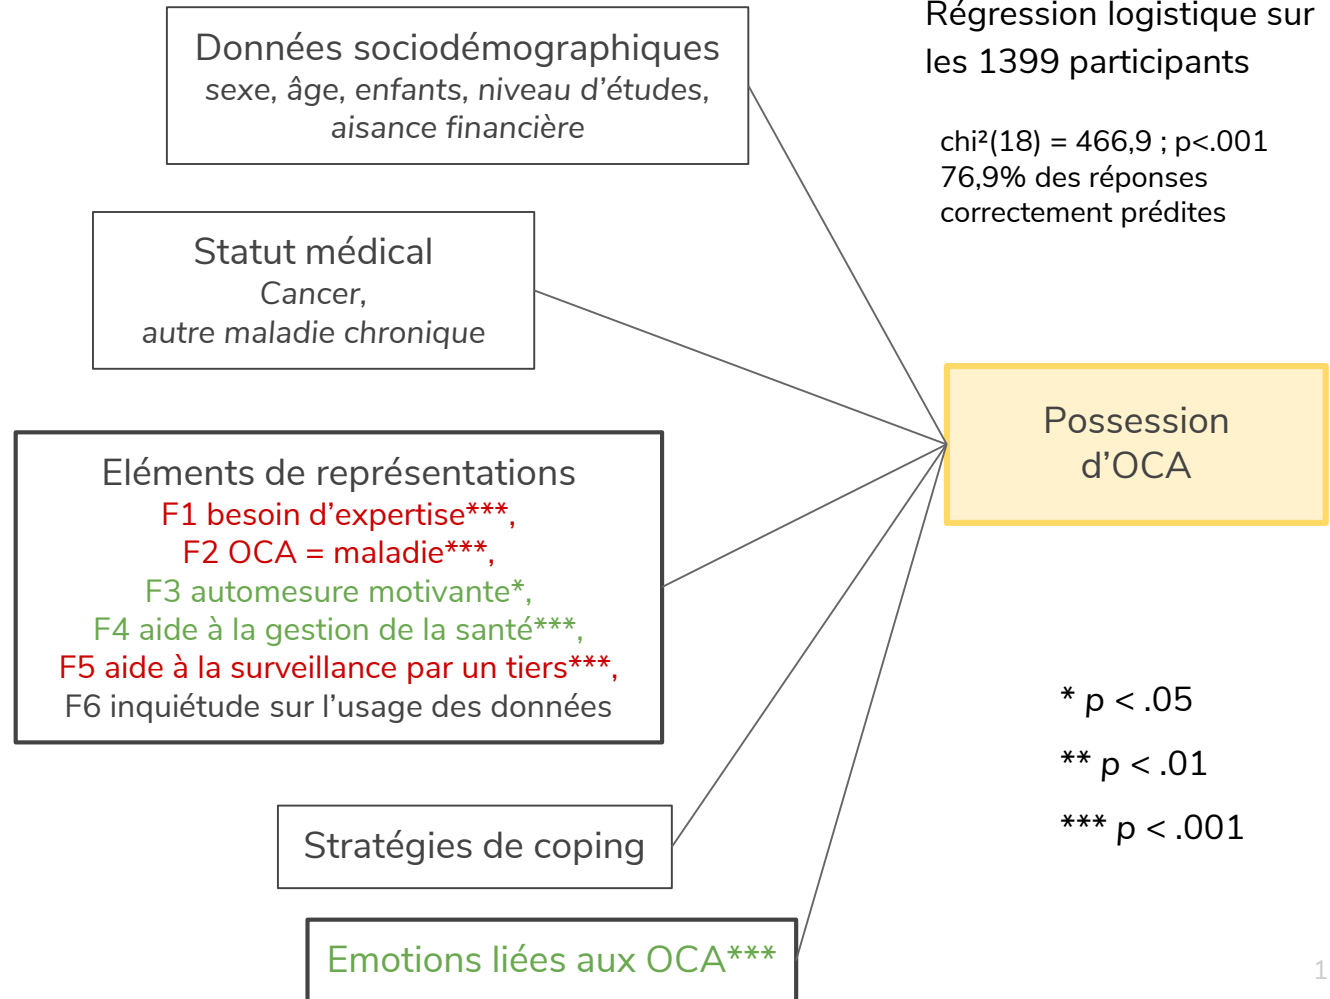 Données sociodémographiques
sexe, âge, enfants, niveau d’études,
aisance financière
Régression logistique sur
les 1399 participants
chi²(18) = 466,9 ; p<.001
76,9% des réponses
correctement prédites
Statut médical
Cancer,
autre maladie chronique
Eléments de représentations
F1 besoin d’expertise***,
F2 OCA = maladie***,
F3 automesure motivante*,
F4 aide à la gestion de la santé***,
F5 aide à la surveillance par un tiers***,
F6 inquiétude sur l’usage des données
Possession
d’OCA
Stratégies de coping
Emotions liées aux OCA***
* p < .05
** p < .01
*** p < .001
1